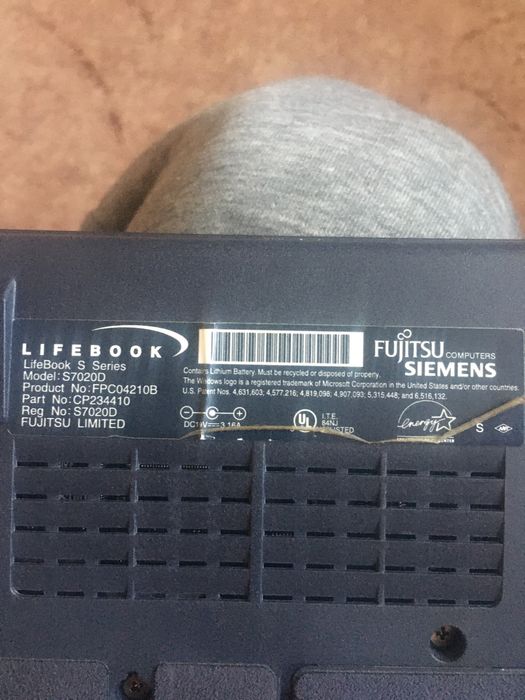 LIFEBOOK
LifeBook S Series
Model: S7020D
Product No: FPC04210B
Part No: CP234410
Reg No: S7020D
FUJITSU LIMITED
Contains Lithium Battery. Must be recycled or disposed of properly.
The Windows logo is a registered trademark of Microsoft Corporation in the United States and/or other countries.
U.S. Patent Nos. 4,631,603; 4,577,216; 4,819,098; 4,907,093; 5,315,448; and 6,516,132.
3.16A
UL
I.T.E.
84NJ
energy
S
FUJITSU COMPUTERS
SIEMENS